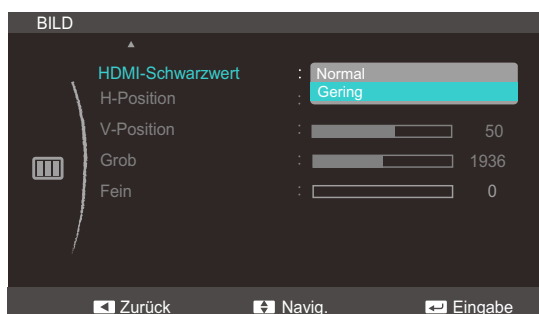 BILD
HDMI-Schwarzwert : Normal
Gering
H-Position :
V-Position : 50
Grob : 1936
Fein : 0
Zurück Navig. Eingabe